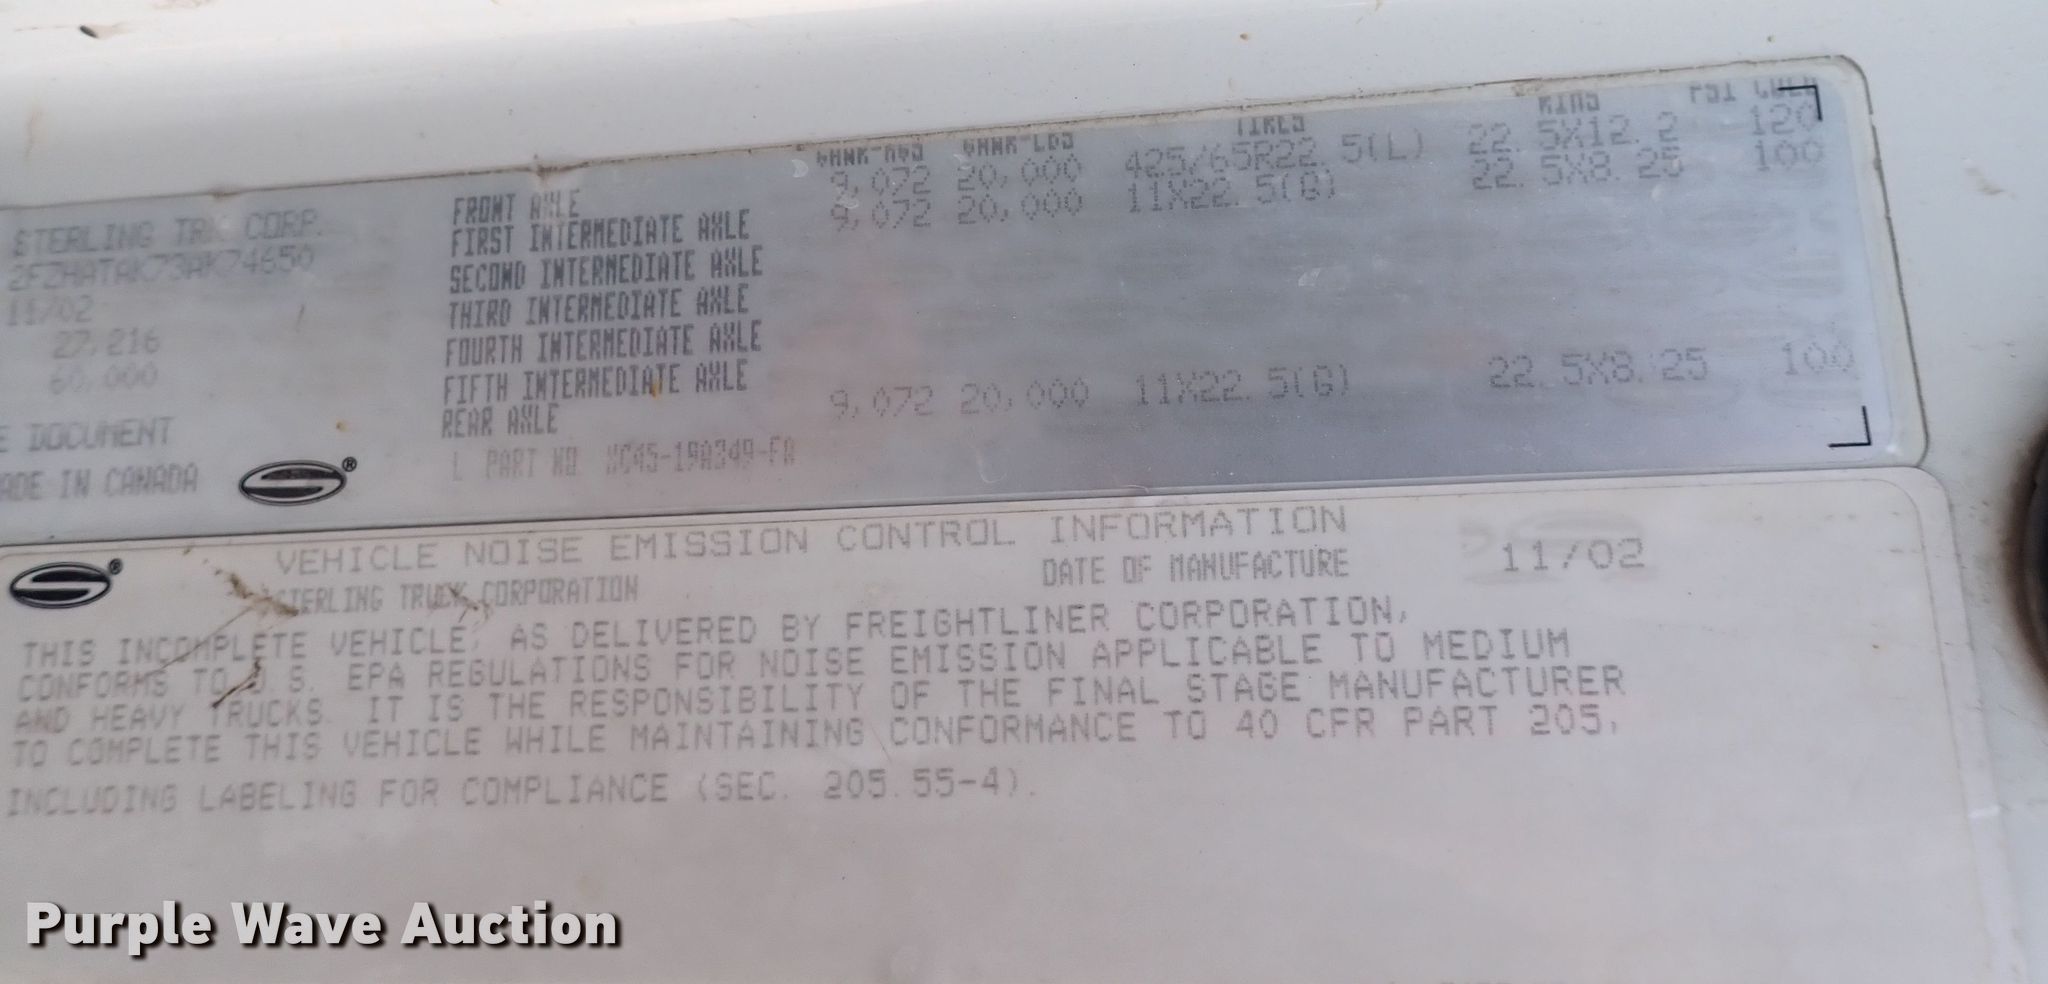 GAWR-KGS GAWR-LBS TIRES RIMS PSI COLD
FRONT AXLE 9,072 20,000 425/65R22.5(L) 22.5X12.2 120
FIRST INTERMEDIATE AXLE 9,072 20,000 11X22.5(G) 22.5X8.25 100
SECOND INTERMEDIATE AXLE
THIRD INTERMEDIATE AXLE
FOURTH INTERMEDIATE AXLE
FIFTH INTERMEDIATE AXLE
REAR AXLE 9,072 20,000 11X22.5(G) 22.5X8.25 100
STERLING TRK CORP.
2FZHATAK73AK74650
11/02
27,216
60,000
E DOCUMENT
ADE IN CANADA
L PART NO. XC45-19A349-FA
VEHICLE NOISE EMISSION CONTROL INFORMATION
STERLING TRUCK CORPORATION DATE OF MANUFACTURE 11/02
THIS INCOMPLETE VEHICLE, AS DELIVERED BY FREIGHTLINER CORPORATION,
CONFORMS TO U.S. EPA REGULATIONS FOR NOISE EMISSION APPLICABLE TO MEDIUM
AND HEAVY TRUCKS. IT IS THE RESPONSIBILITY OF THE FINAL STAGE MANUFACTURER
TO COMPLETE THIS VEHICLE WHILE MAINTAINING CONFORMANCE TO 40 CFR PART 205,
INCLUDING LABELING FOR COMPLIANCE (SEC. 205.55-4).
Purple Wave Auction